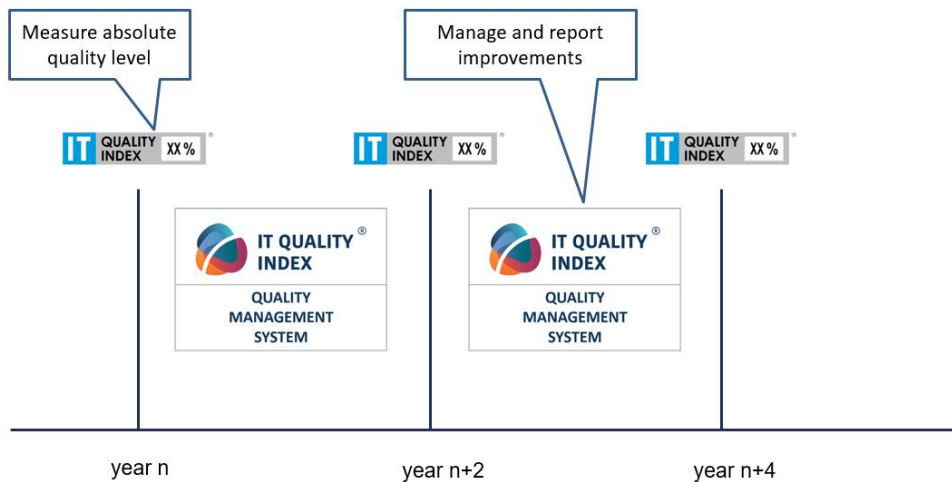 Measure absolute
quality level
Manage and report
improvements
IT QUALITY
INDEX XX % ®
IT QUALITY
INDEX XX % ®
IT QUALITY
INDEX XX % ®
IT QUALITY ®
INDEX
QUALITY
MANAGEMENT
SYSTEM
IT QUALITY ®
INDEX
QUALITY
MANAGEMENT
SYSTEM
year n
year n+2
year n+4